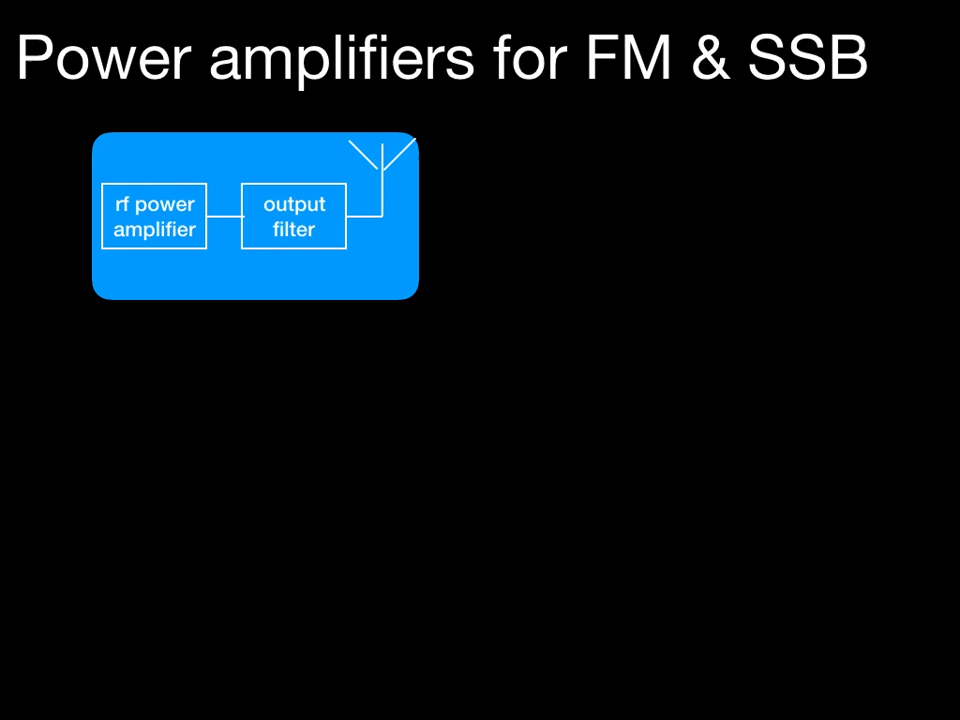 Power amplifiers for FM & SSB
rf power
amplifier
output
filter